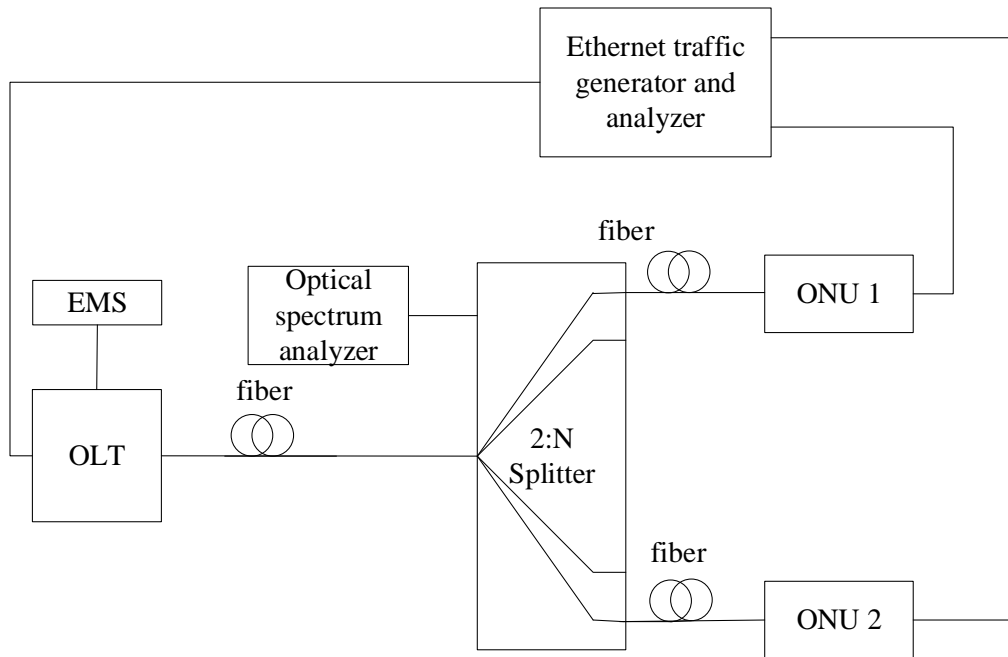 Ethernet traffic
generator and
analyzer
fiber
ONU 1
Optical
spectrum
analyzer
EMS
fiber
OLT
2:N
Splitter
fiber
ONU 2